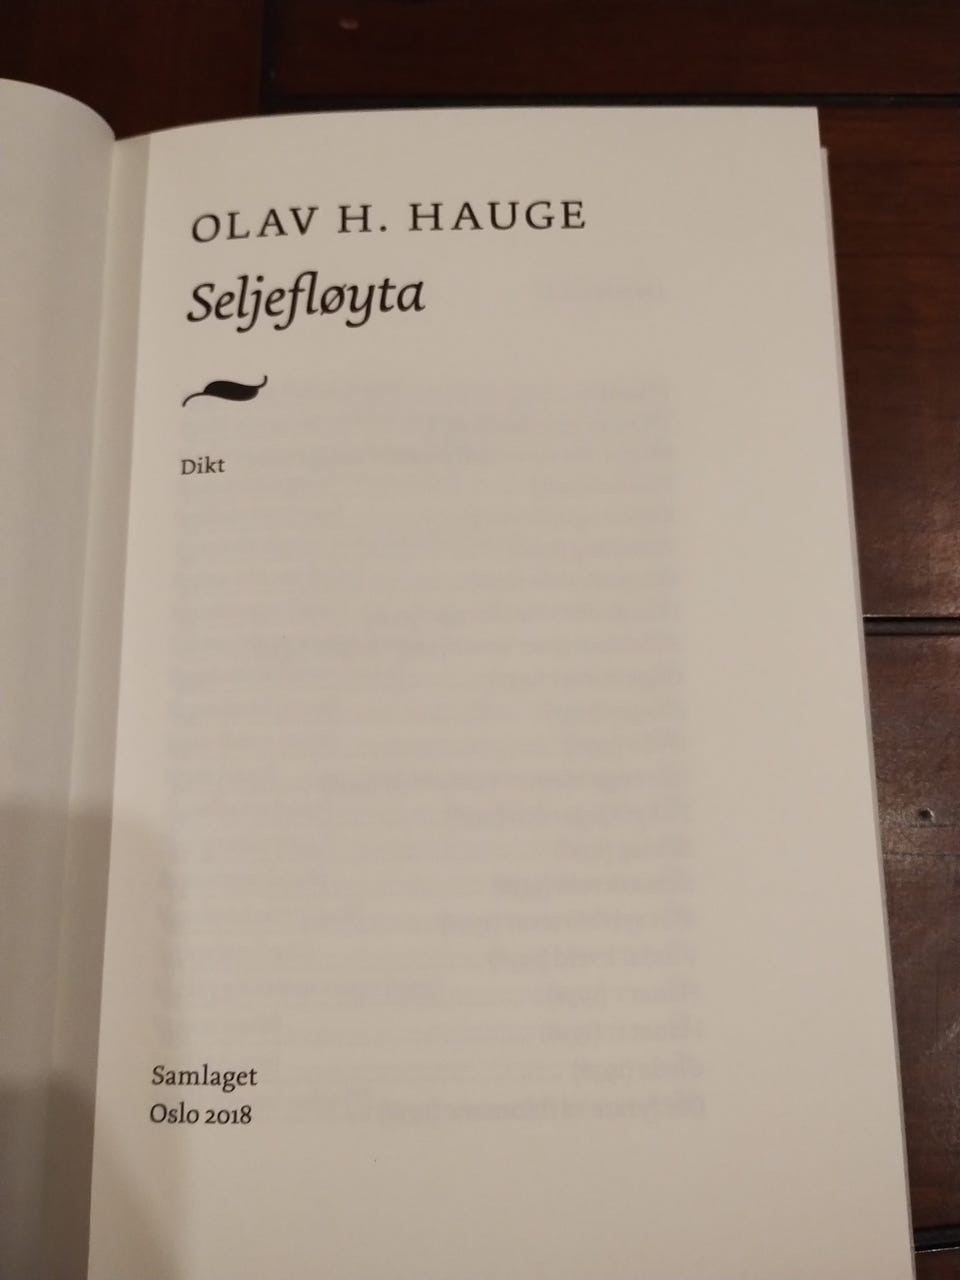 OLAV H. HAUGE
Seljefløyta
Dikt
Samlaget
Oslo 2018